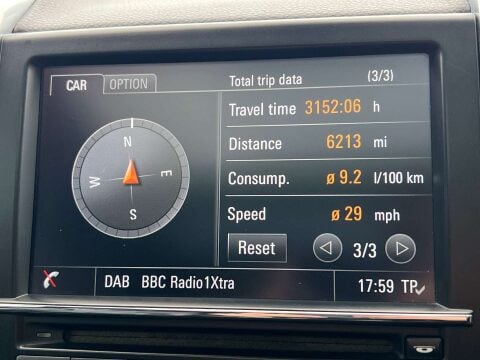 CAR OPTION Total trip data (3/3)
Travel time 3152:06 h
Distance 6213 mi
Consump. ø 9.2 l/100 km
Speed ø 29 mph
Reset 3/3
N
W E
S
DAB BBC Radio1Xtra 17:59 TP